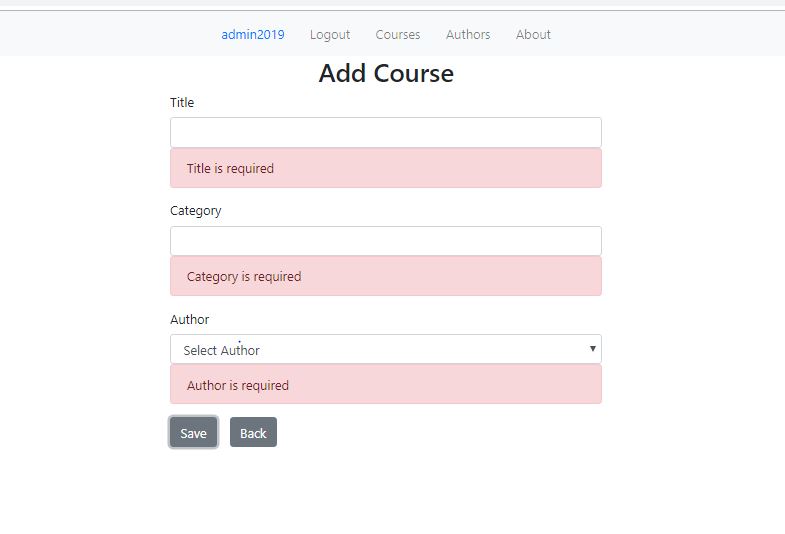 admin2019 Logout Courses Authors About
Add Course
Title
Title is required
Category
Category is required
Author
Select Author
Author is required
Save Back